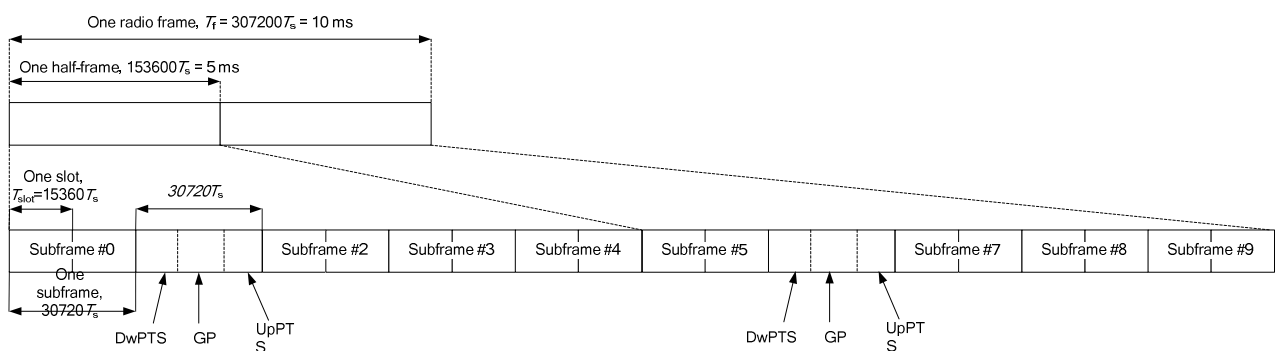 One radio frame, Tf = 307200Ts = 10 ms
One half-frame, 153600Ts = 5 ms
One slot,
Tslot=15360Ts
30720Ts
Subframe #0
Subframe #2
Subframe #3
Subframe #4
Subframe #5
Subframe #7
Subframe #8
Subframe #9
One
subframe,
30720Ts
DwPTS
GP
UpPT
S
DwPTS
GP
UpPT
S